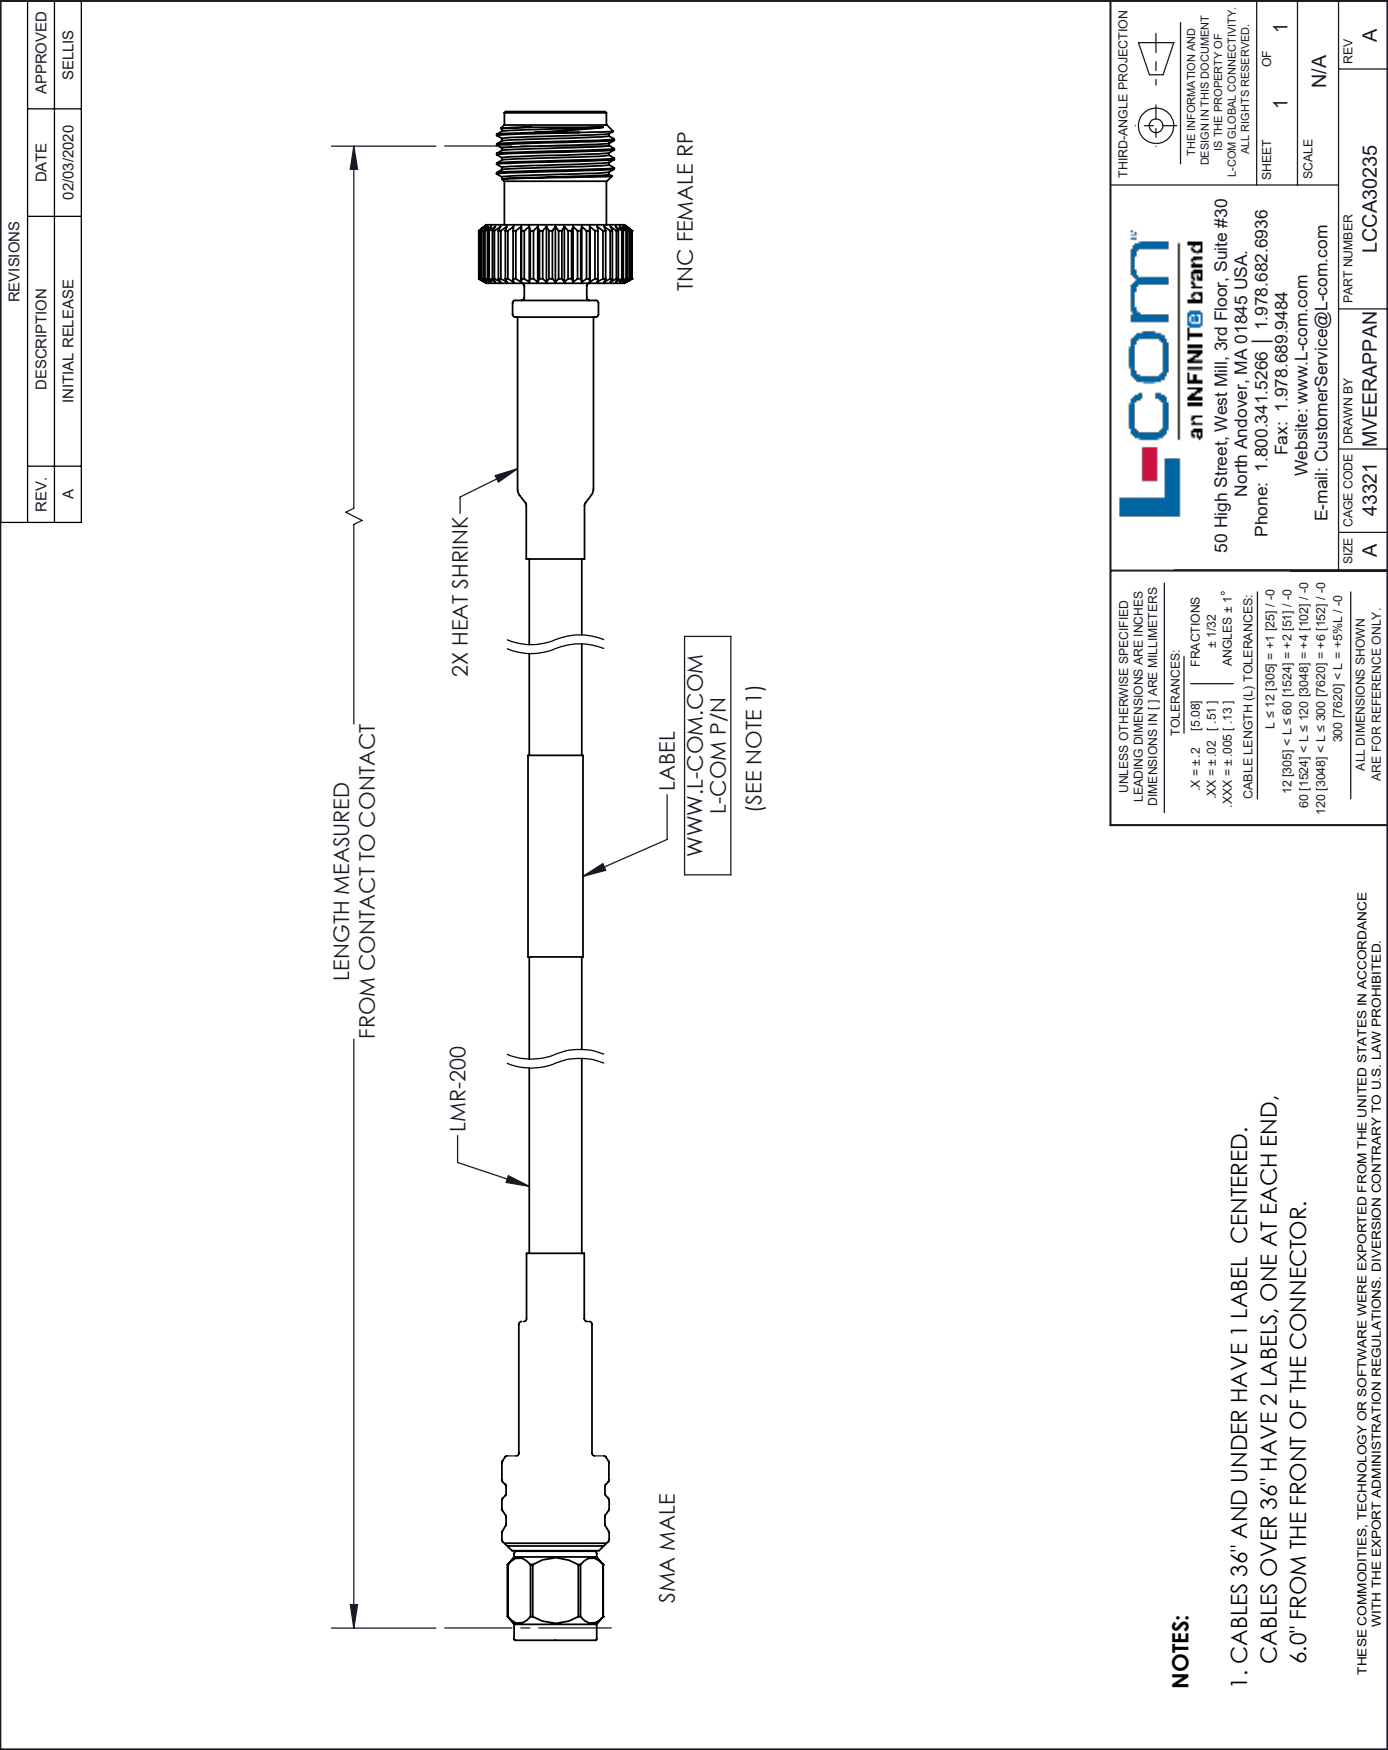 REVISIONS
REV. DESCRIPTION DATE APPROVED
A INITIAL RELEASE 02/03/2020 SELLIS
LENGTH MEASURED
FROM CONTACT TO CONTACT
LMR-200
2X HEAT SHRINK
LABEL
WWW.L-COM.COM
L-COM P/N
(SEE NOTE 1)
SMA MALE
TNC FEMALE RP
NOTES:
1. CABLES 36" AND UNDER HAVE 1 LABEL CENTERED.
CABLES OVER 36" HAVE 2 LABELS, ONE AT EACH END,
6.0" FROM THE FRONT OF THE CONNECTOR.
THESE COMMODITIES, TECHNOLOGY OR SOFTWARE WERE EXPORTED FROM THE UNITED STATES IN ACCORDANCE
WITH THE EXPORT ADMINISTRATION REGULATIONS. DIVERSION CONTRARY TO U.S. LAW PROHIBITED.
UNLESS OTHERWISE SPECIFIED
LEADING DIMENSIONS ARE INCHES
DIMENSIONS IN [ ] ARE MILLIMETERS
TOLERANCES:
.X = ± .2 [5.08] FRACTIONS
.XX = ± .02 [ .51] ± 1/32
.XXX = ± .005 [ .13 ] ANGLES ± 1°
CABLE LENGTH (L) TOLERANCES:
L ≤ 12 [305] = +1 [25] / -0
12 [305] < L ≤ 60 [1524] = +2 [51] / -0
60 [1524] < L ≤ 120 [3048] = +4 [102] / -0
120 [3048] < L ≤ 300 [7620] = +6 [152] / -0
300 [7620] < L = +5%L / -0
ALL DIMENSIONS SHOWN
ARE FOR REFERENCE ONLY.
L-com
an INFINIT@ brand
50 High Street, West Mill, 3rd Floor, Suite #30
North Andover, MA 01845 USA.
Phone: 1.800.341.5266 | 1.978.682.6936
Fax: 1.978.689.9484
Website: www.L-com.com
E-mail: CustomerService@L-com.com
THIRD-ANGLE PROJECTION
THE INFORMATION AND
DESIGN IN THIS DOCUMENT
IS THE PROPERTY OF
L-COM GLOBAL CONNECTIVITY.
ALL RIGHTS RESERVED.
SHEET 1 OF 1
SCALE N/A
SIZE A
CAGE CODE 43321
DRAWN BY MVEERAPPAN
PART NUMBER LCCA30235
REV A